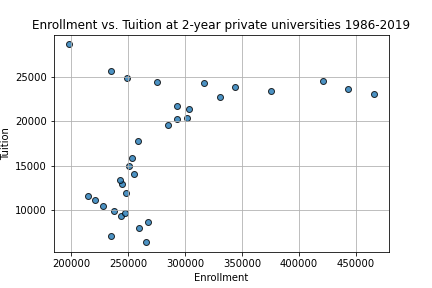 Enrollment vs. Tuition at 2-year private universities 1986-2019
25000
20000
15000
10000
Tuition
200000 250000 300000 350000 400000 450000
Enrollment